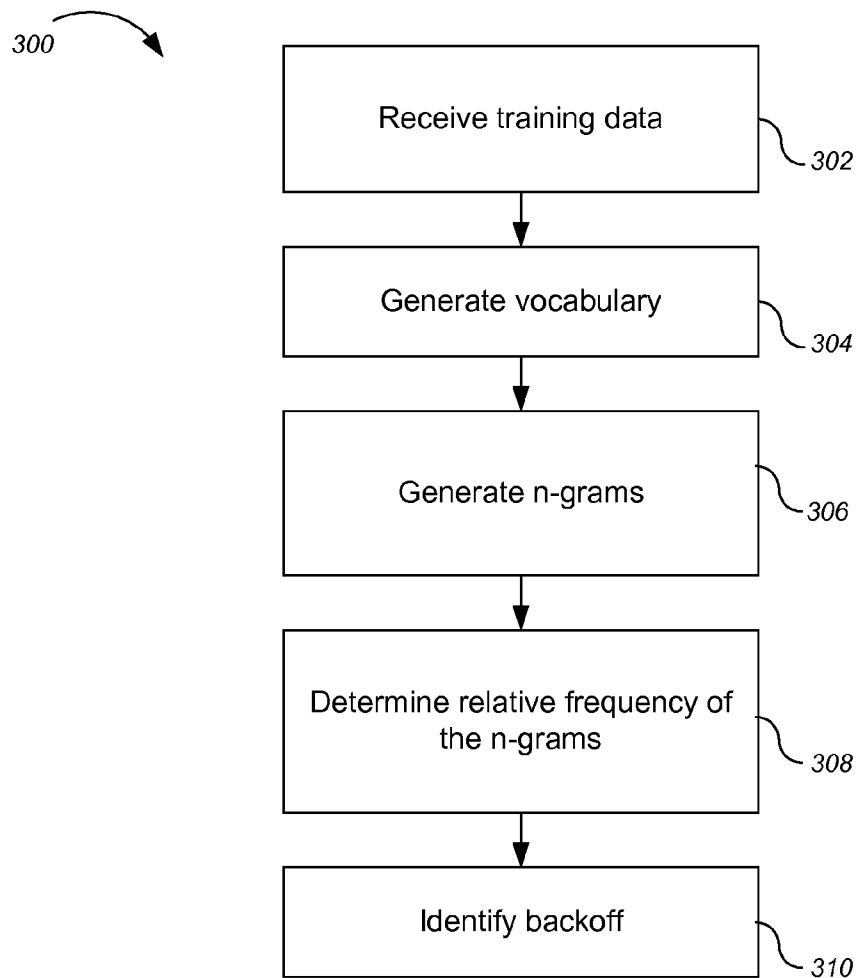 300
Receive training data
302
Generate vocabulary
304
Generate n-grams
306
Determine relative frequency of
the n-grams
308
Identify backoff
310